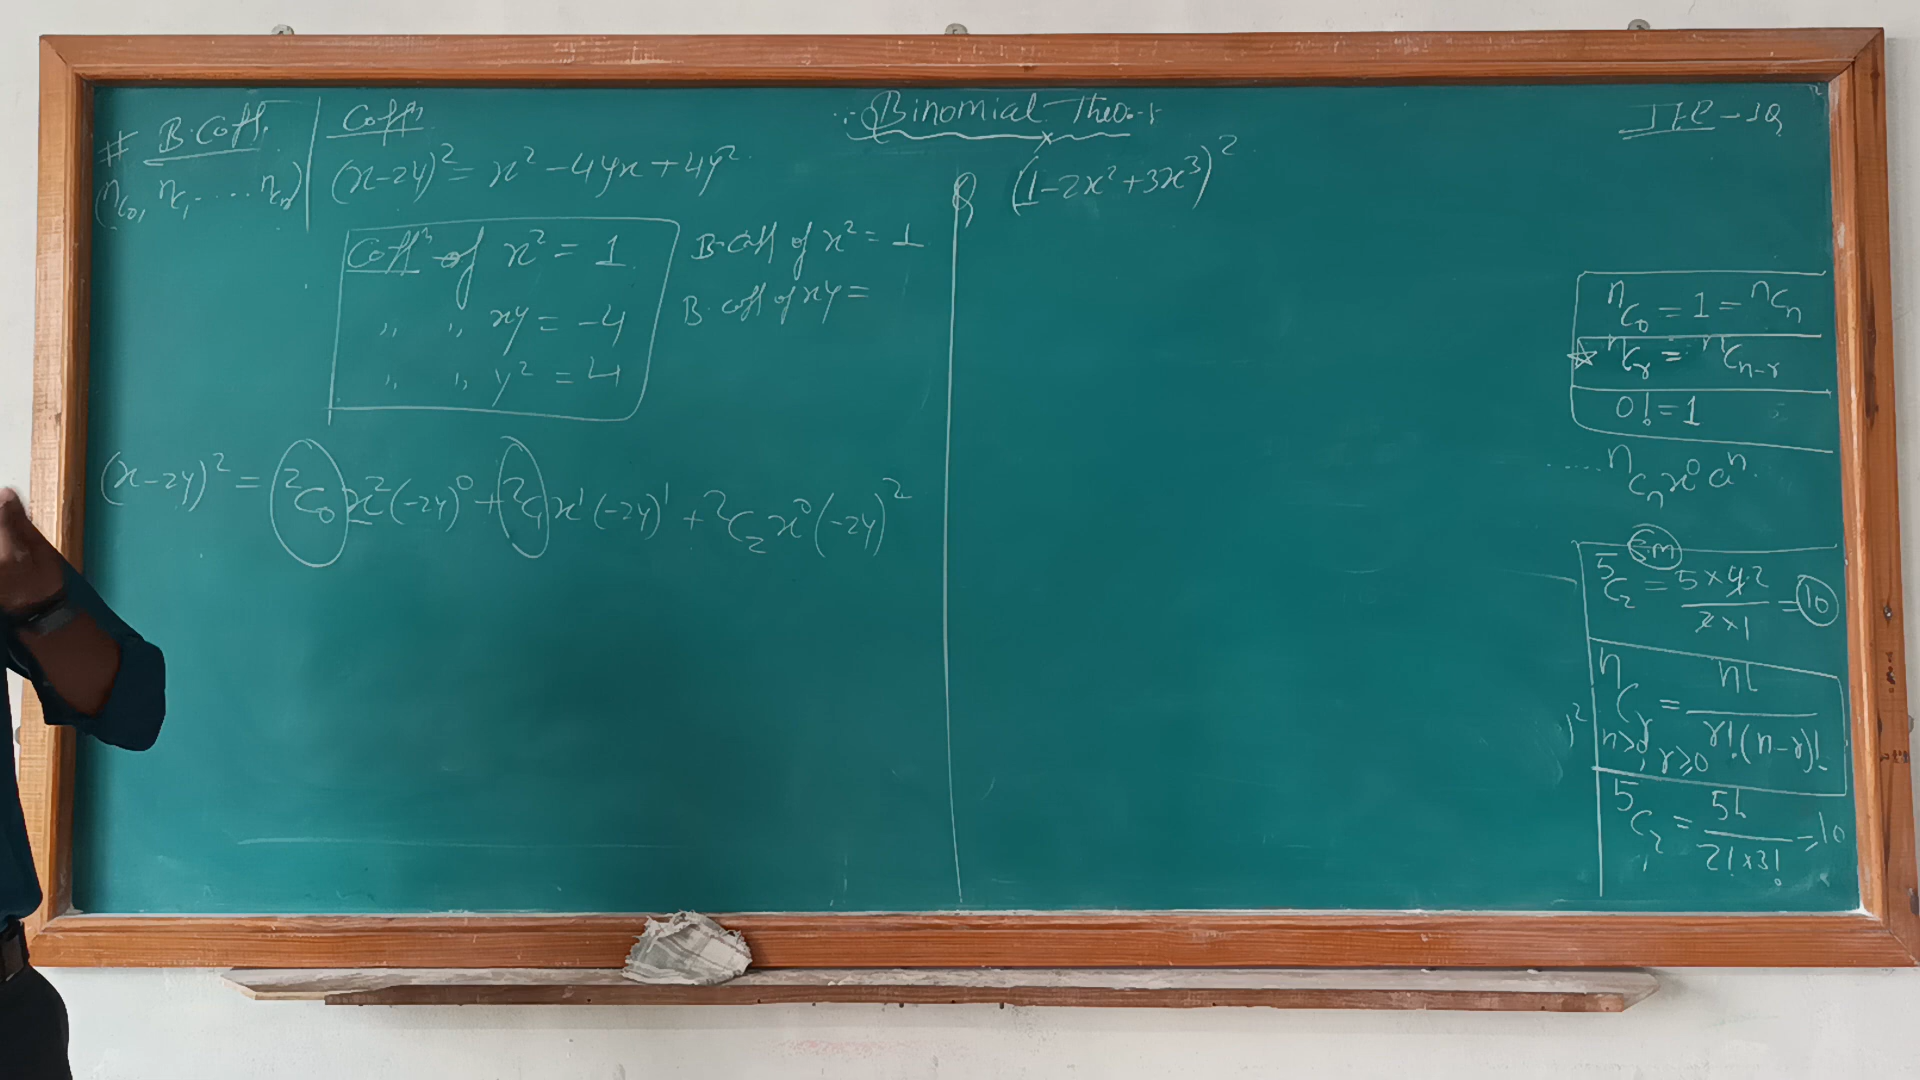 Binomial Theo
# B.Coff. | Coffⁿ
(ⁿC₀, ⁿC₁ ..... ⁿCₙ)
(x-2y)² = x² - 4yx + 4y²
Coffⁿ of x² = 1
,, ,, xy = -4
,, ,, y² = 4
B-Coff of x² = 1
B. Coff of xy =
(x-2y)² = ²C₀ x²(-2y)⁰ + ²C₁ x¹(-2y)¹ + ²C₂ x⁰(-2y)²
Q (1-2x²+3x³)²
ⁿC₀ = 1 = ⁿCₙ
☆ ⁿCᵣ = ⁿCₙ₋ᵣ
0! = 1
..... ⁿCₙ x⁰ aⁿ
S.m
⁵C₂ = 5×4 2 / 2×1 = 10
ⁿCᵣ = n! / r!(n-r)!
n>0, r≥0
)²
⁵C₂ = 5! / 2!×3! = 10